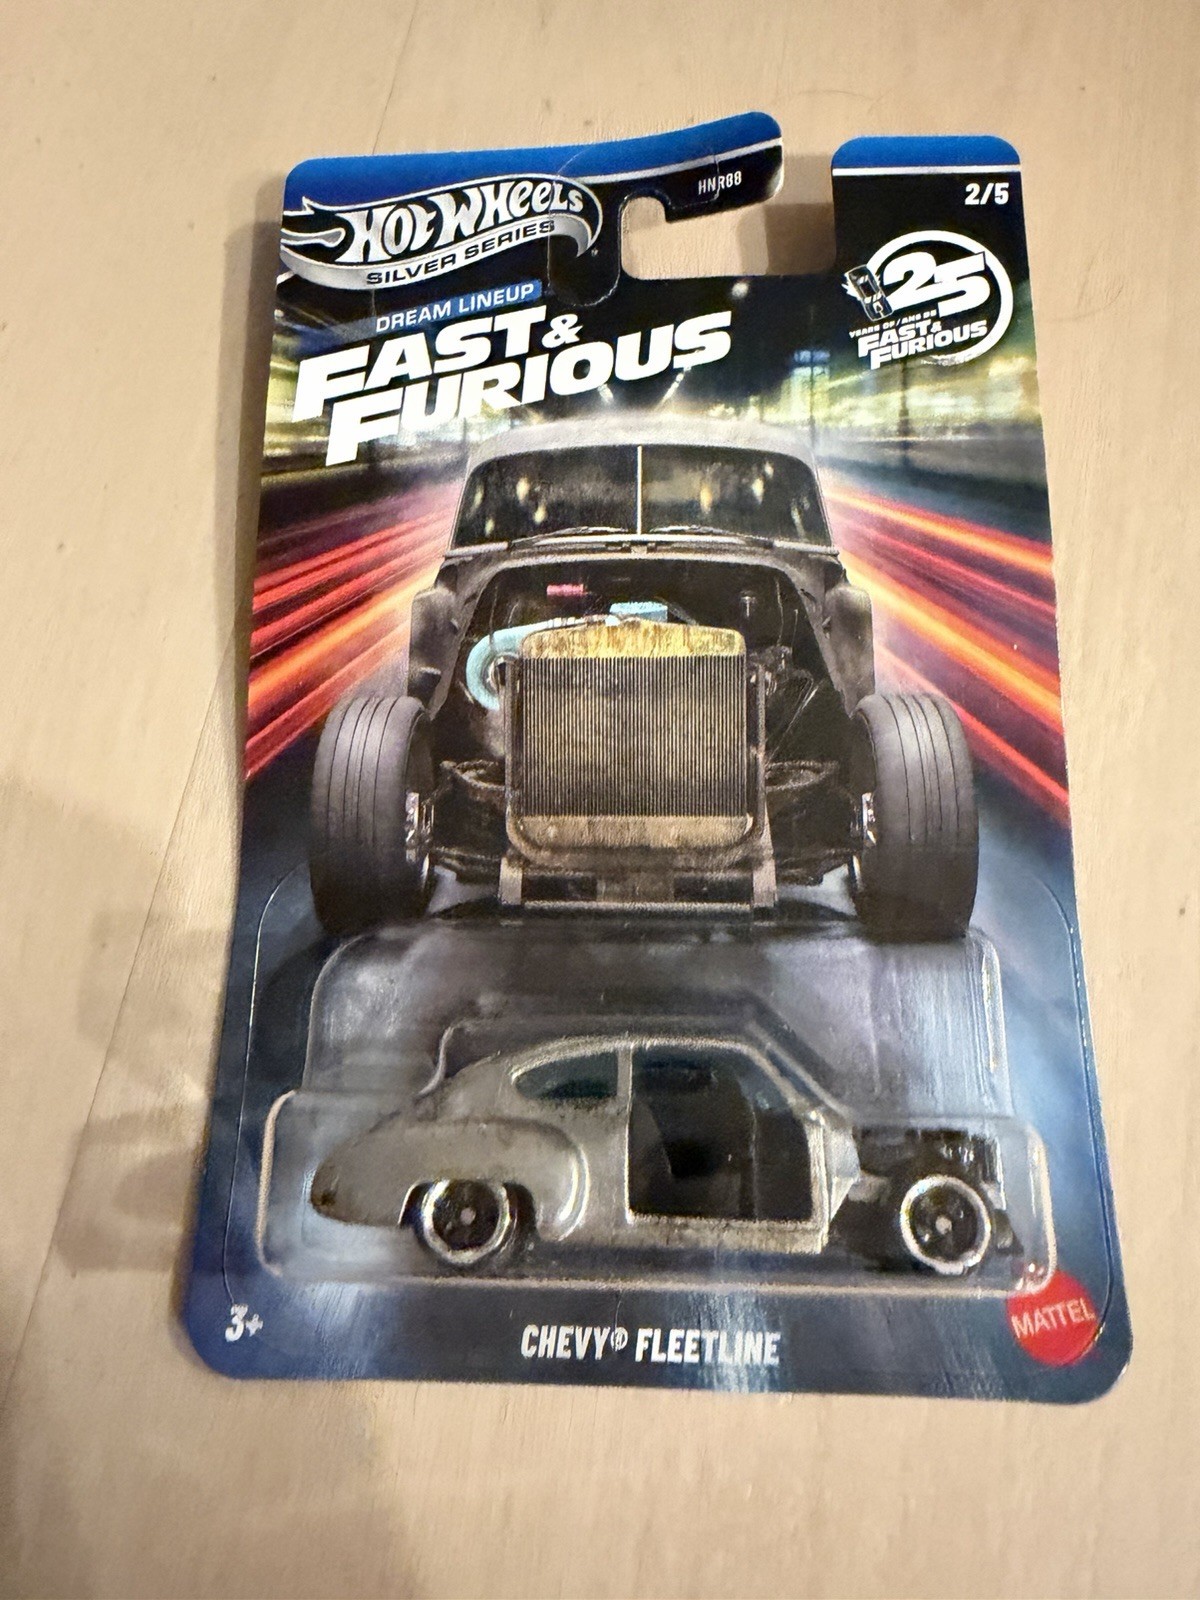 HOT WHEELS
SILVER SERIES
HNR88
2/5
DREAM LINEUP
FAST &
FURIOUS
25
YEARS OF / ANS DE
FAST &
FURIOUS
3+
CHEVY® FLEETLINE
MATTEL